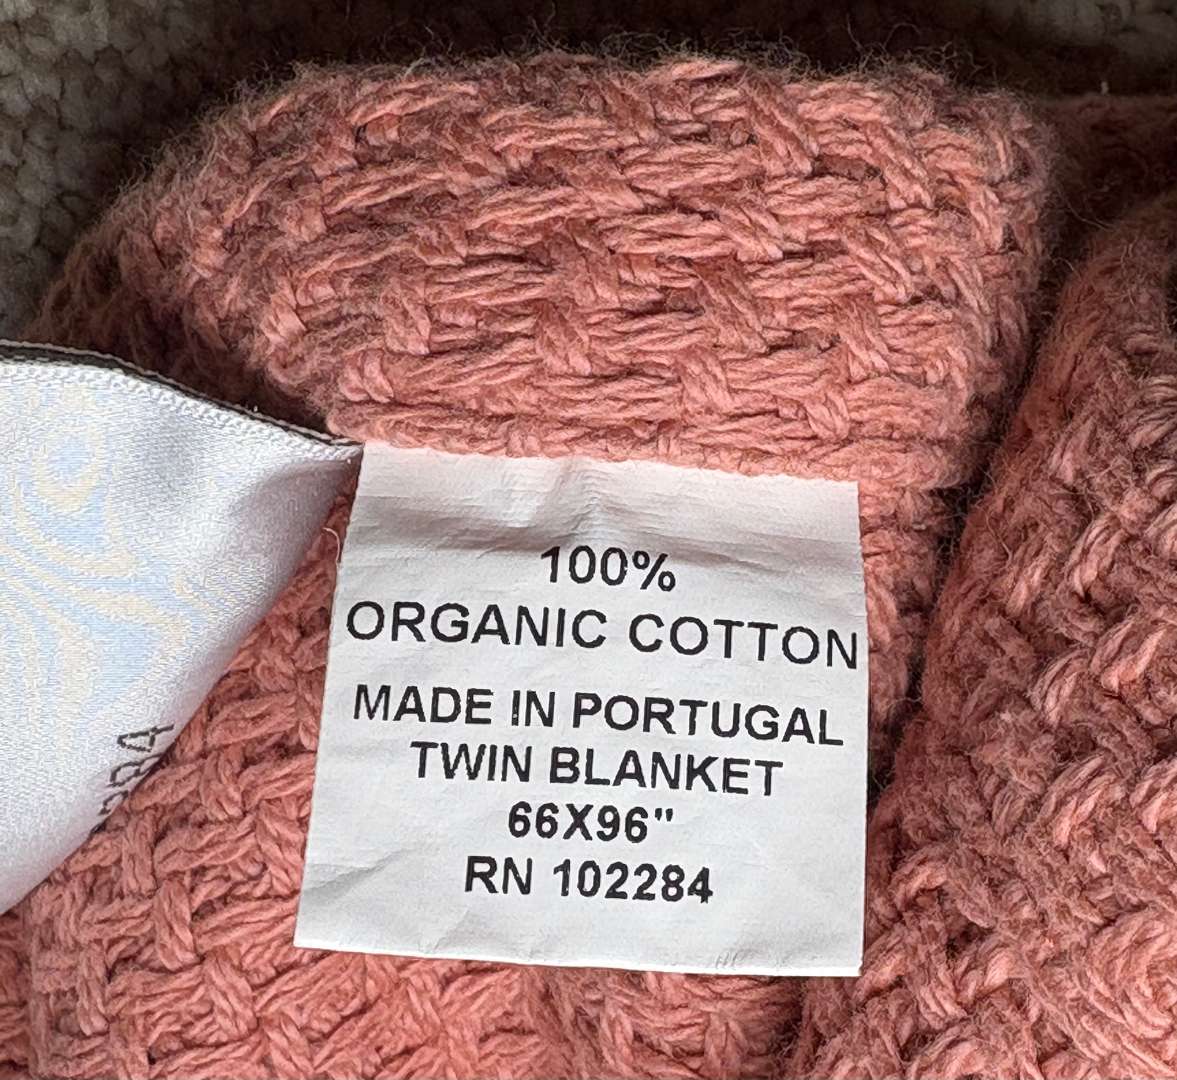 100%
ORGANIC COTTON
MADE IN PORTUGAL
TWIN BLANKET
66X96"
RN 102284